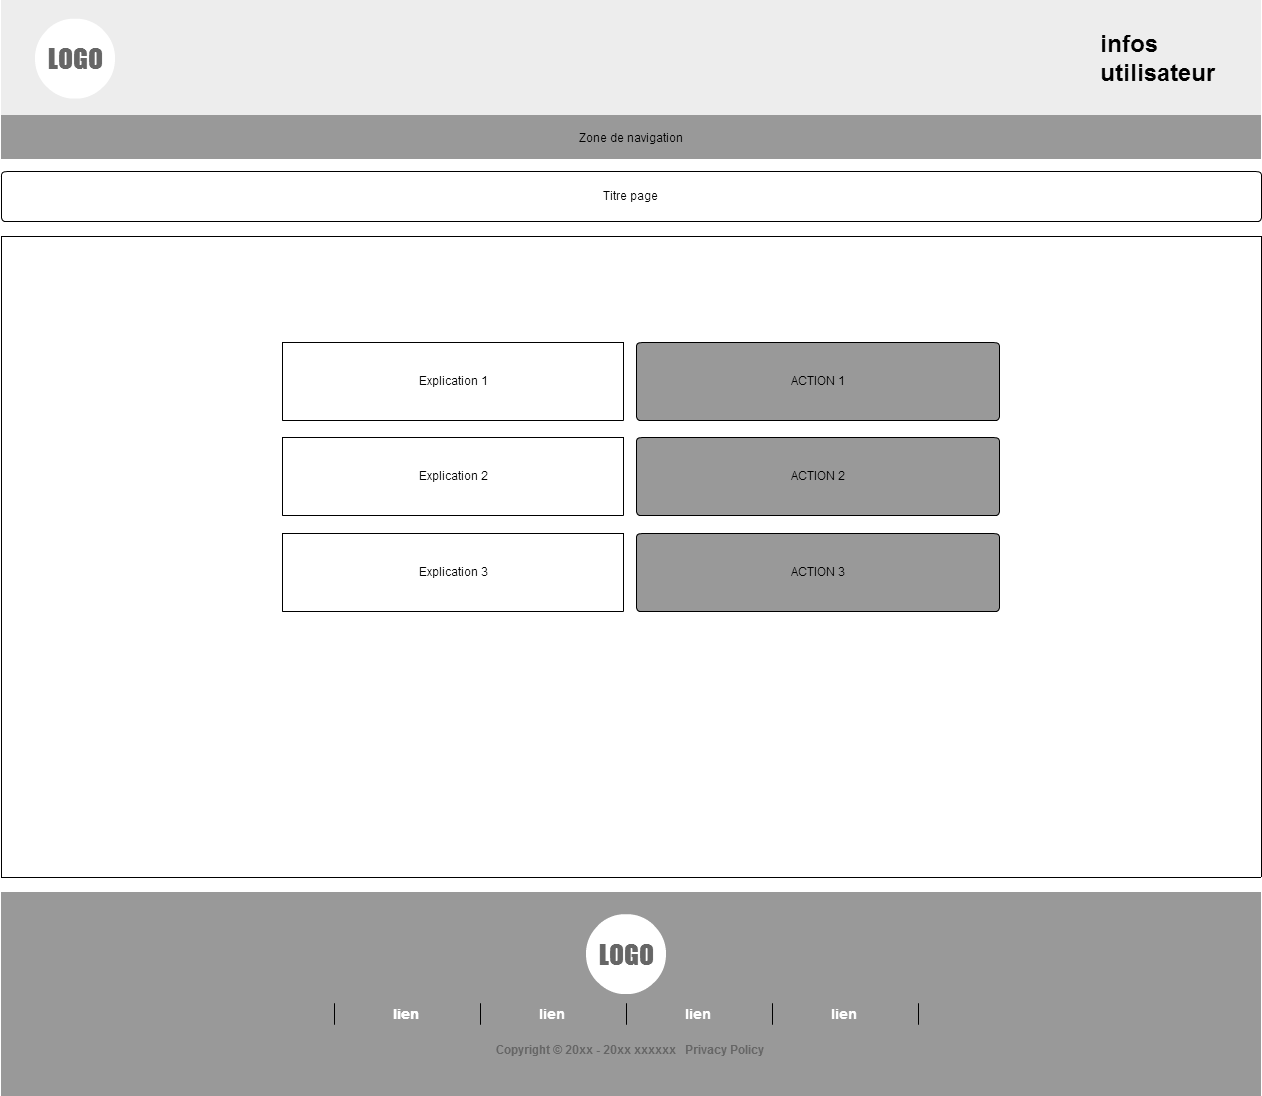 LOGO
infos
utilisateur
Zone de navigation
Titre page
Explication 1
ACTION 1
Explication 2
ACTION 2
Explication 3
ACTION 3
LOGO
lien lien lien lien
Copyright © 20xx - 20xx xxxxxx Privacy Policy